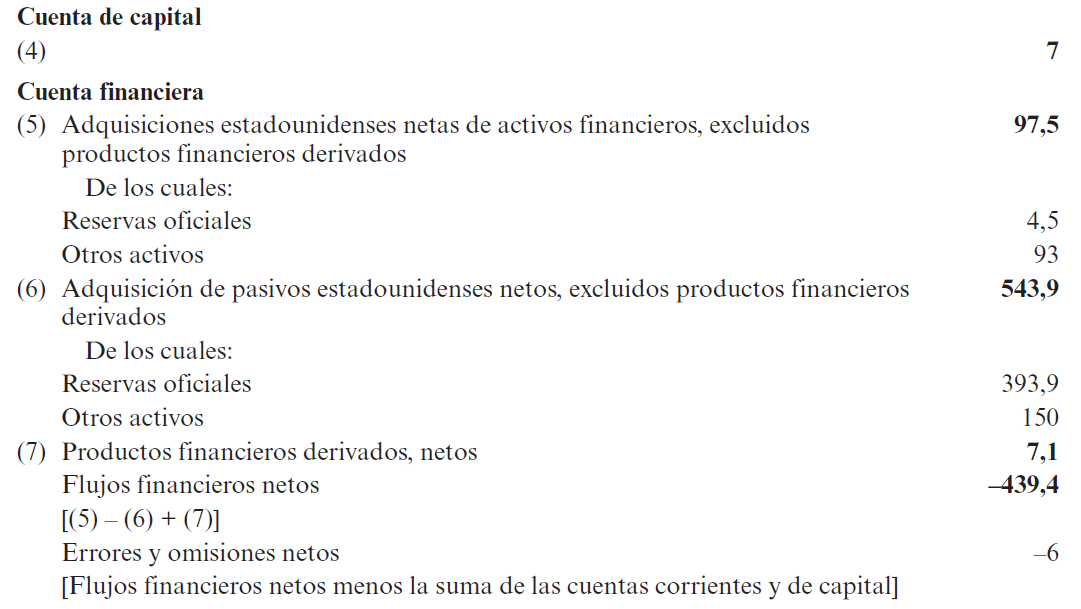 Cuenta de capital
(4) 7
Cuenta financiera
(5) Adquisiciones estadounidenses netas de activos financieros, excluidos 97,5
productos financieros derivados
De los cuales:
Reservas oficiales 4,5
Otros activos 93
(6) Adquisición de pasivos estadounidenses netos, excluidos productos financieros 543,9
derivados
De los cuales:
Reservas oficiales 393,9
Otros activos 150
(7) Productos financieros derivados, netos 7,1
Flujos financieros netos –439,4
[(5) – (6) + (7)]
Errores y omisiones netos –6
[Flujos financieros netos menos la suma de las cuentas corrientes y de capital]